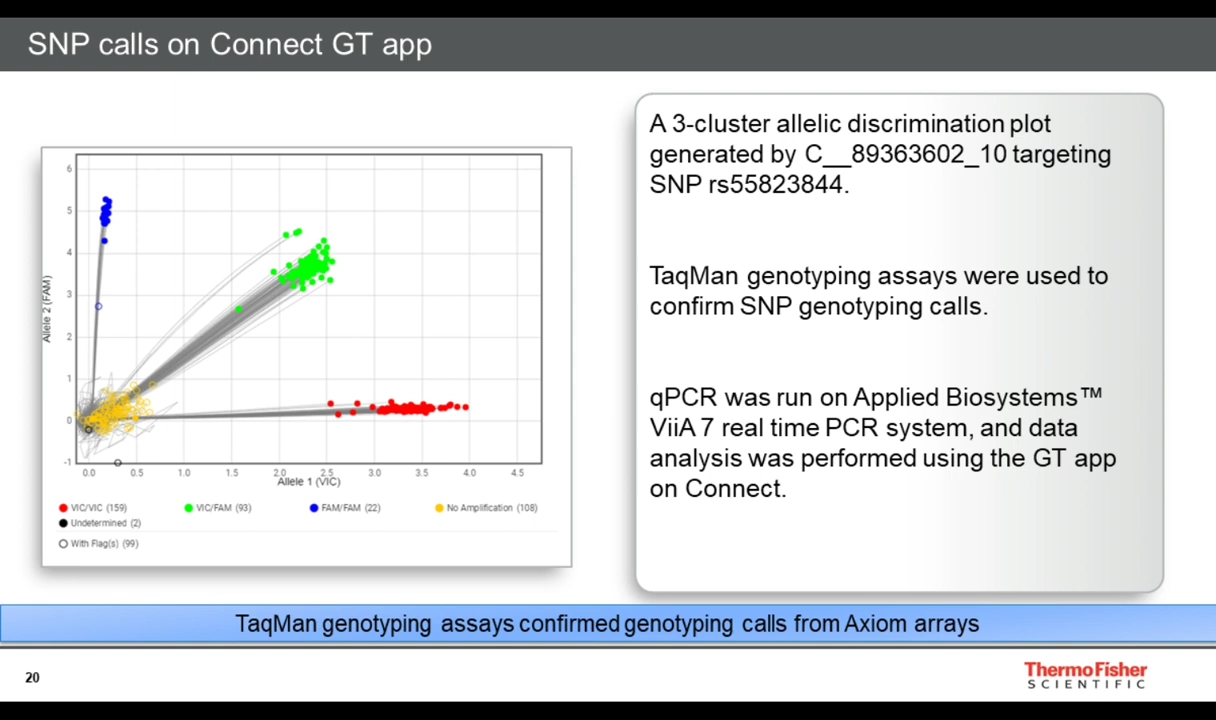 SNP calls on Connect GT app
6
5
4
3
2
1
0
-1
Allele 2 (FAM)
0.0 0.5 1.0 1.5 2.0 2.5 3.0 3.5 4.0 4.5
Allele 1 (VIC)
VIC/VIC (159) VIC/FAM (93) FAM/FAM (22) No Amplification (108)
Undetermined (2)
With Flag(s) (99)
A 3-cluster allelic discrimination plot
generated by C__89363602_10 targeting
SNP rs55823844.
TaqMan genotyping assays were used to
confirm SNP genotyping calls.
qPCR was run on Applied Biosystems™
ViiA 7 real time PCR system, and data
analysis was performed using the GT app
on Connect.
TaqMan genotyping assays confirmed genotyping calls from Axiom arrays
20
ThermoFisher
SCIENTIFIC